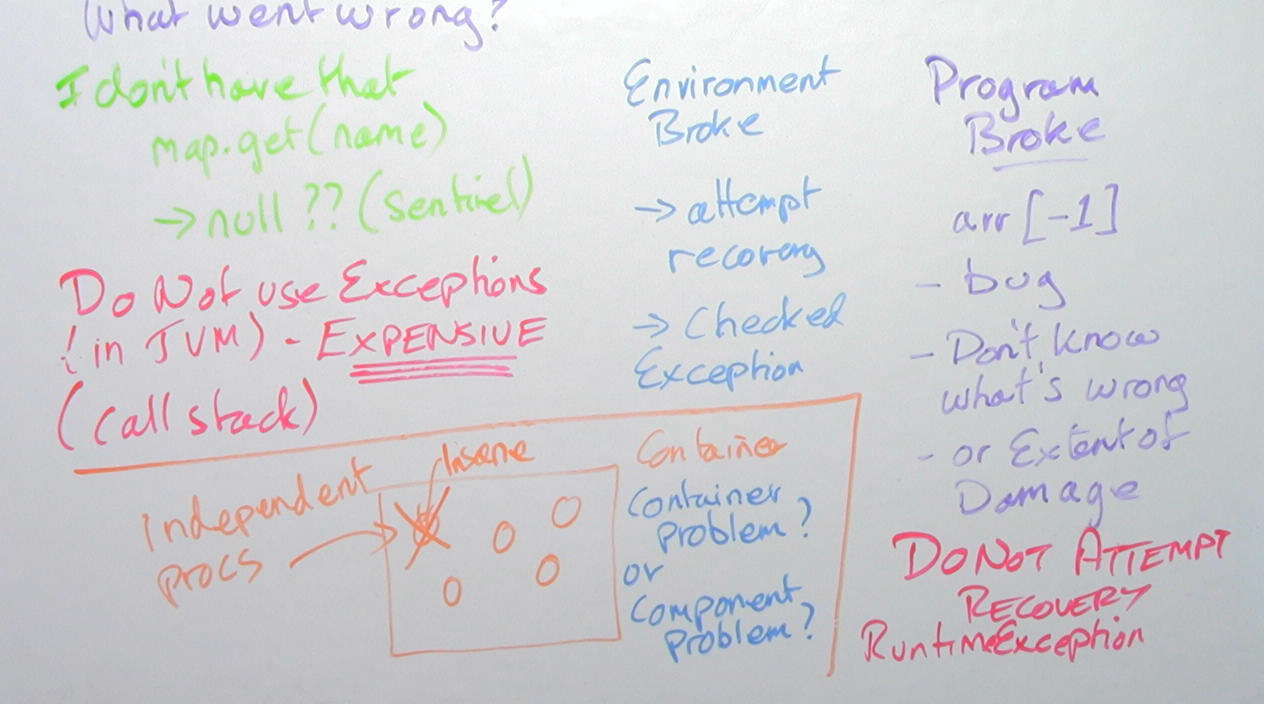 What went wrong?
I don't have that
map.get(name)
→ null ?? (sentinel)
Do Not use Exceptions
(in JVM) - EXPENSIVE
(call stack)
Environment
Broke
→ attempt
recovery
→ Checked
Exception
Program
Broke
arr[-1]
- bug
- Don't know
what's wrong
- or Extent of
Damage
DO NOT ATTEMPT
RECOVERY
RuntimeException
Independent
procs
Insane
Container
Container
Problem?
or
Component
Problem?